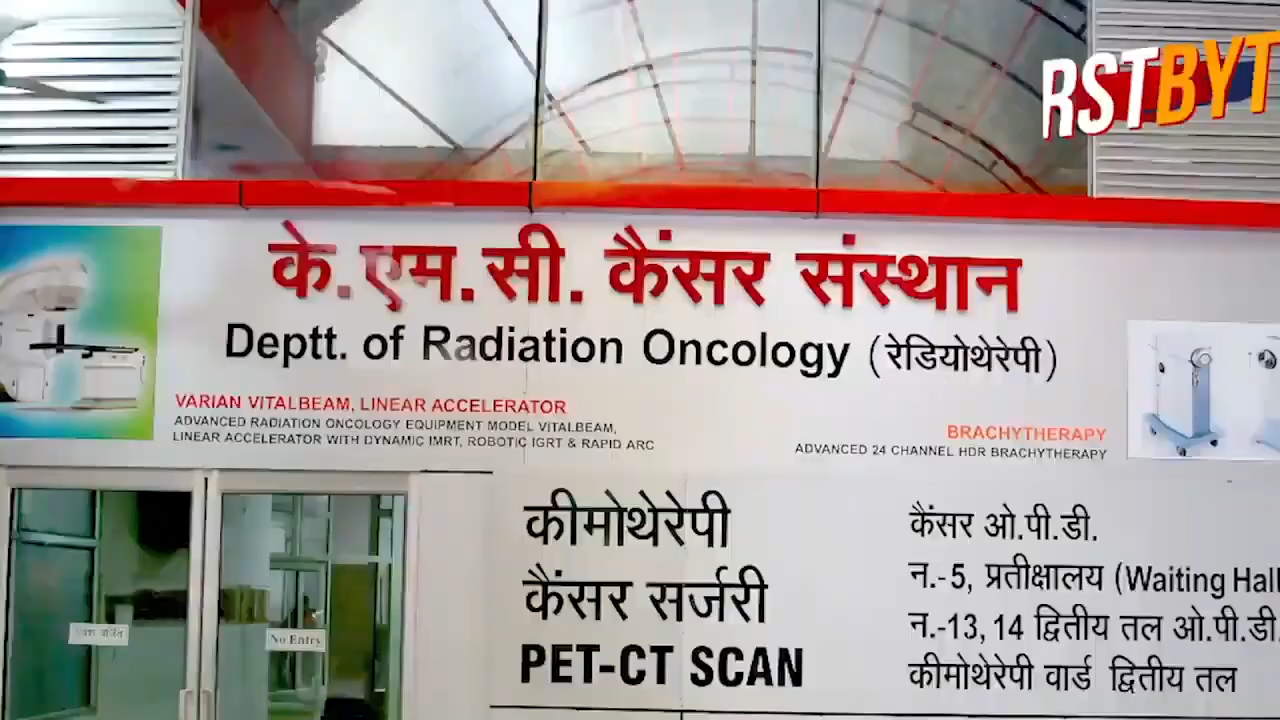 RSTBYT
के.एम.सी. कैंसर संस्थान
Deptt. of Radiation Oncology (रेडियोथेरेपी)
VARIAN VITALBEAM, LINEAR ACCELERATOR
ADVANCED RADIATION ONCOLOGY EQUIPMENT MODEL VITALBEAM,
LINEAR ACCELERATOR WITH DYNAMIC IMRT, ROBOTIC IGRT & RAPID ARC
BRACHYTHERAPY
ADVANCED 24 CHANNEL HDR BRACHYTHERAPY
कीमोथेरेपी
कैंसर सर्जरी
PET-CT SCAN
कैंसर ओ.पी.डी.
न.-5, प्रतीक्षालय (Waiting Hall
न.-13, 14 द्वितीय तल ओ.पी.डी.
कीमोथेरेपी वार्ड द्वितीय तल
No Entry